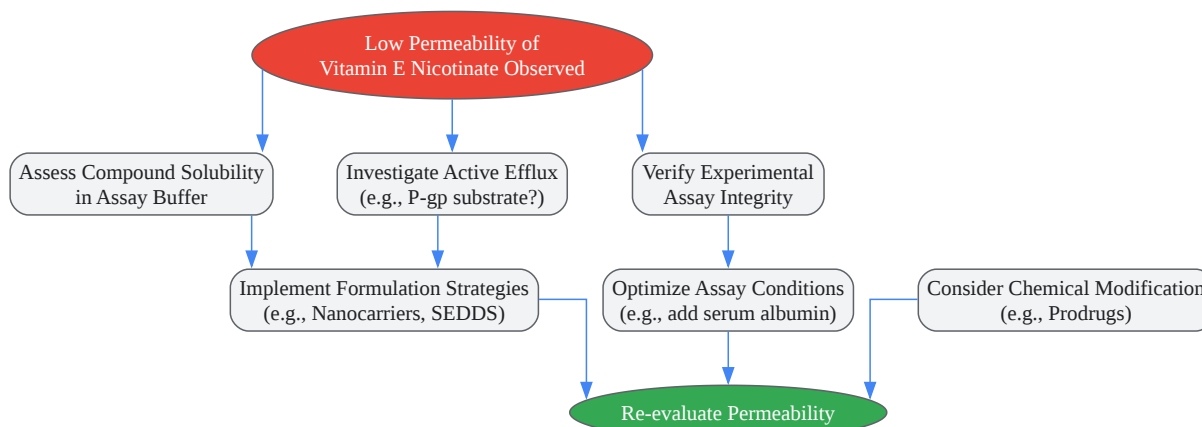 Low Permeability of
Vitamin E Nicotinate Observed
Assess Compound Solubility
in Assay Buffer
Investigate Active Efflux
(e.g., P-gp substrate?)
Verify Experimental
Assay Integrity
Implement Formulation Strategies
(e.g., Nanocarriers, SEDDS)
Optimize Assay Conditions
(e.g., add serum albumin)
Consider Chemical Modification
(e.g., Prodrugs)
Re-evaluate Permeability